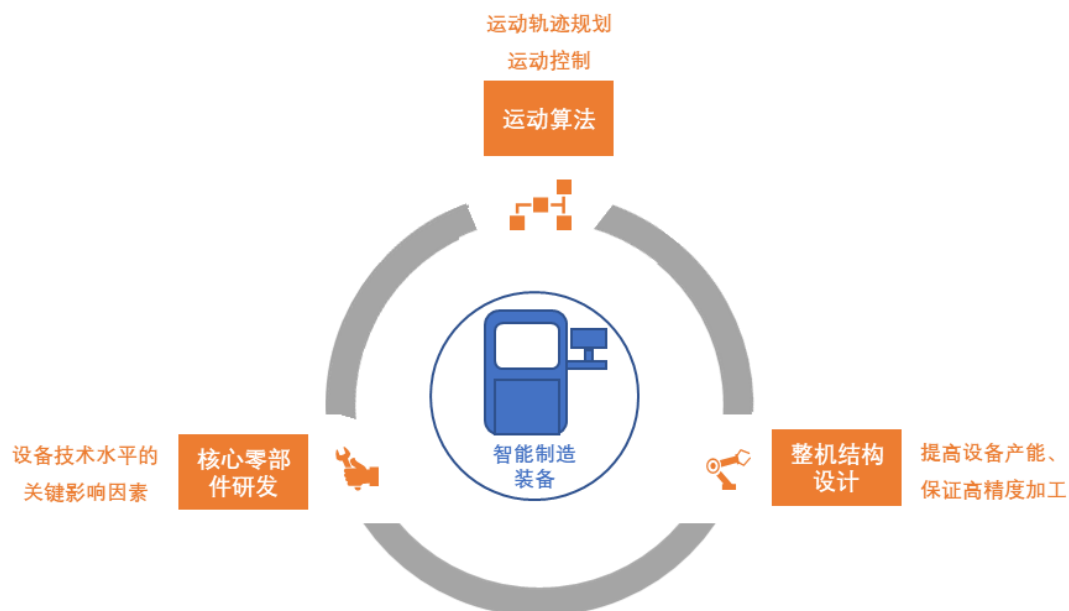 运动轨迹规划
运动控制
运动算法
智能制造
装备
设备技术水平的
关键影响因素
核心零部
件研发
整机结构
设计
提高设备产能、
保证高精度加工